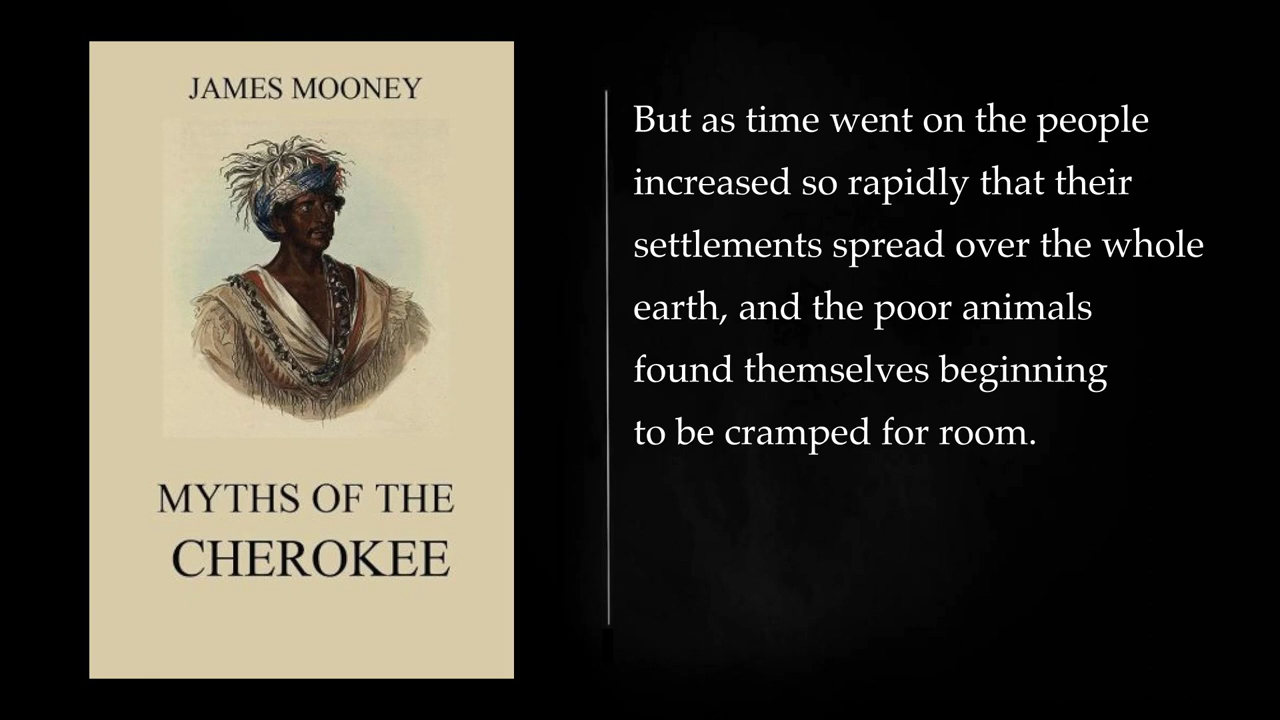 JAMES MOONEY
MYTHS OF THE
CHEROKEE
But as time went on the people
increased so rapidly that their
settlements spread over the whole
earth, and the poor animals
found themselves beginning
to be cramped for room.